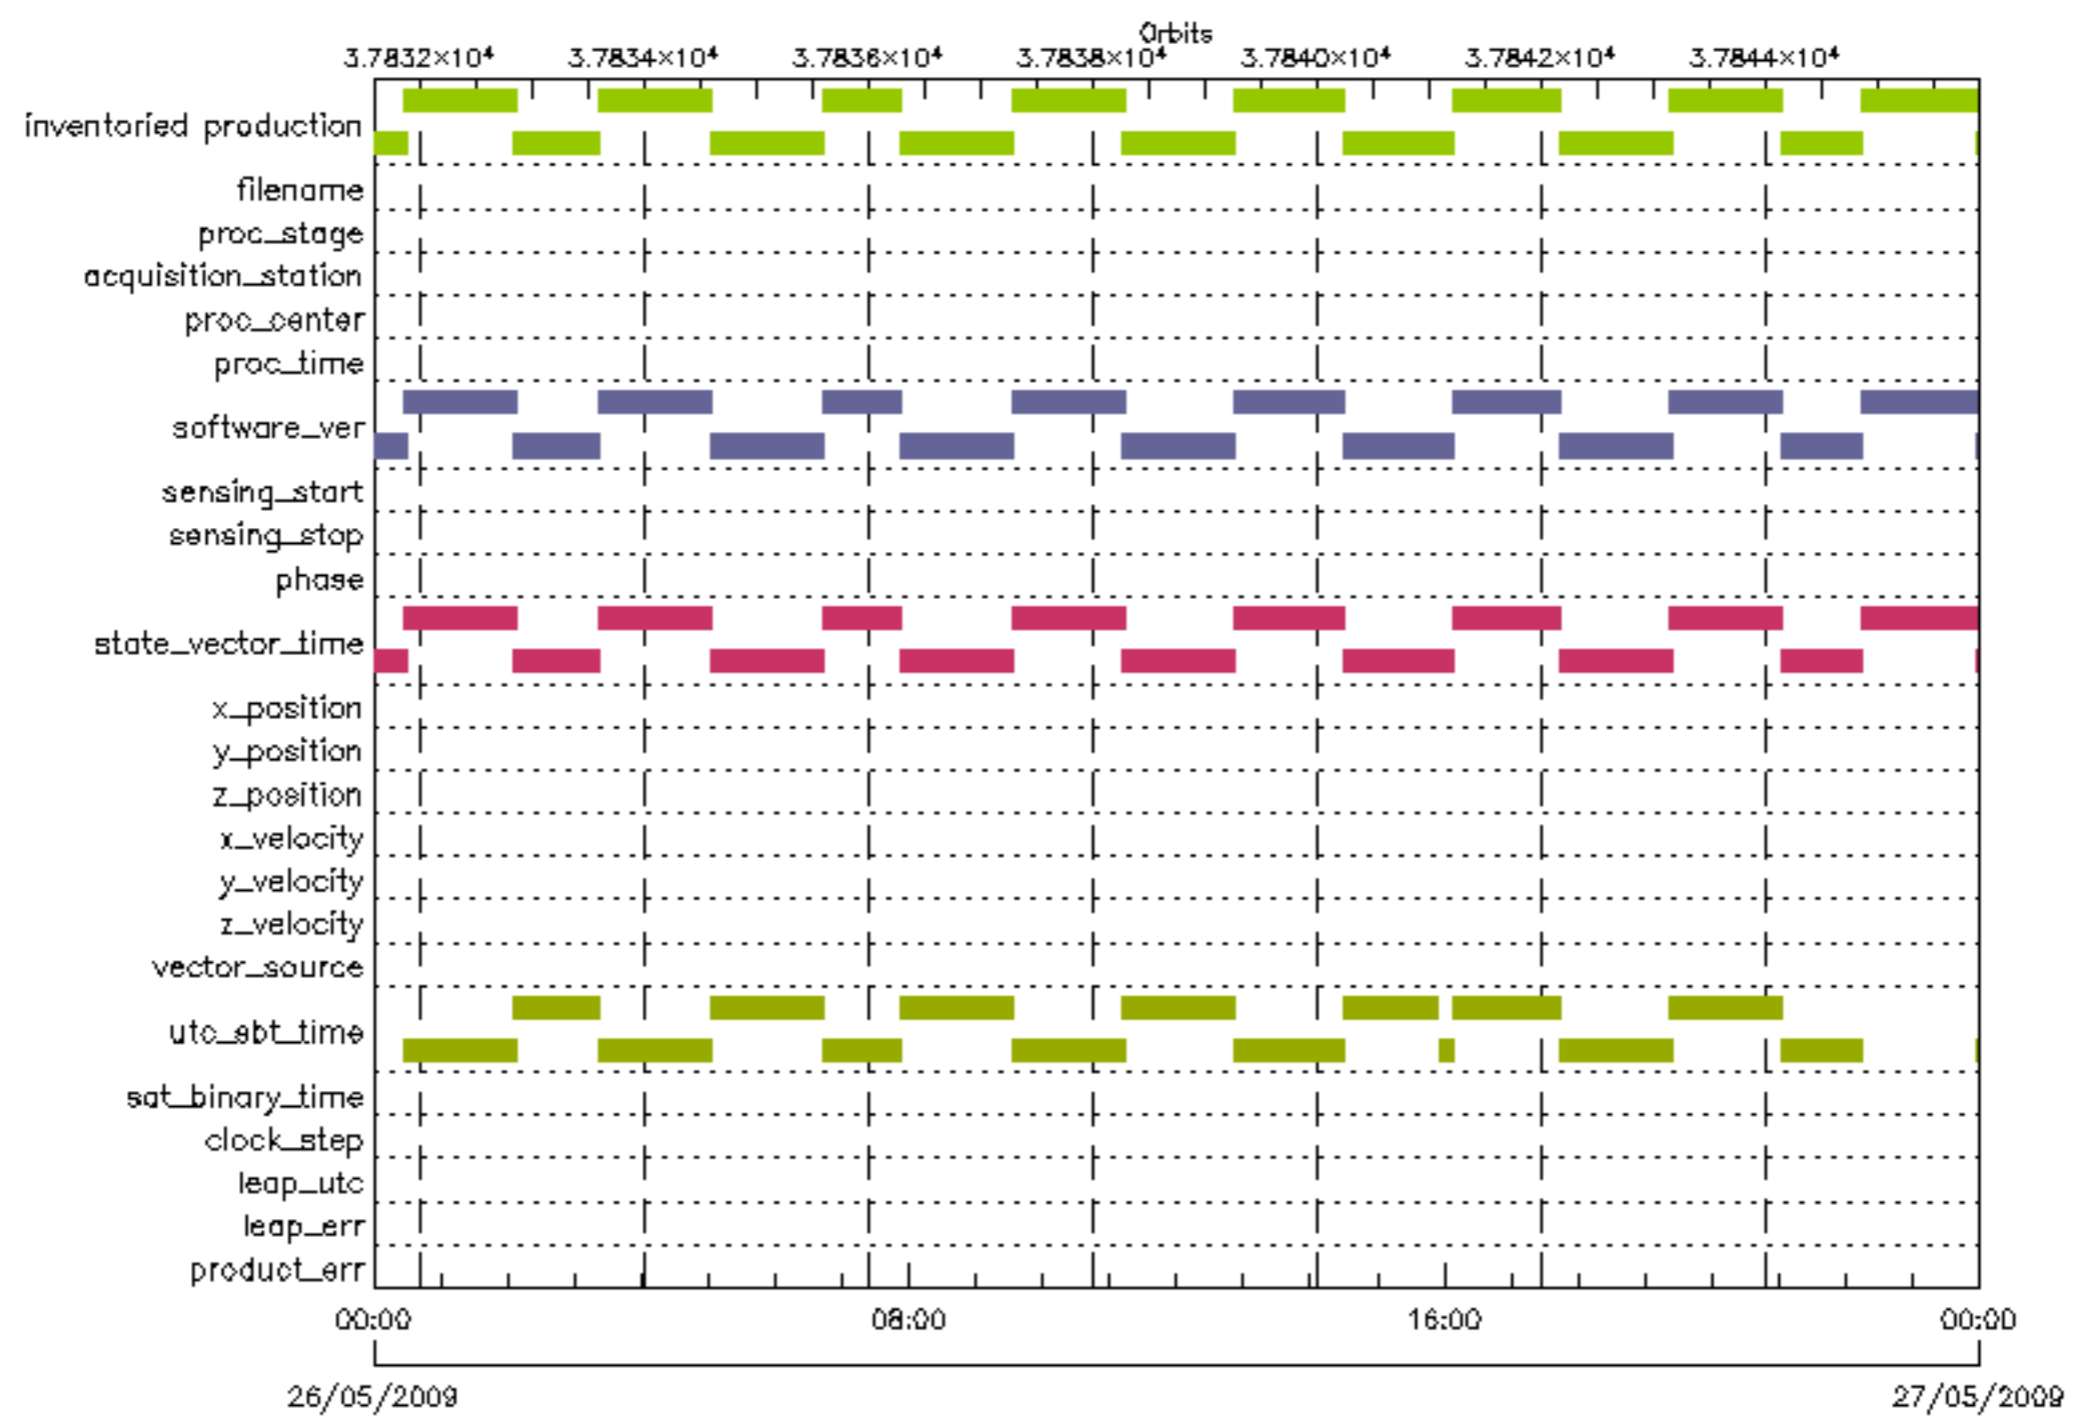 Orbits
3.7832×10⁴ 3.7834×10⁴ 3.7836×10⁴ 3.7838×10⁴ 3.7840×10⁴ 3.7842×10⁴ 3.7844×10⁴
inventoried production
filename
proc_stage
acquisition_station
proc_center
proc_time
software_ver
sensing_start
sensing_stop
phase
state_vector_time
x_position
y_position
z_position
x_velocity
y_velocity
z_velocity
vector_source
utc_sbt_time
sat_binary_time
clock_step
leap_utc
leap_err
product_err
00:00 08:00 16:00 00:00
26/05/2009 27/05/2009